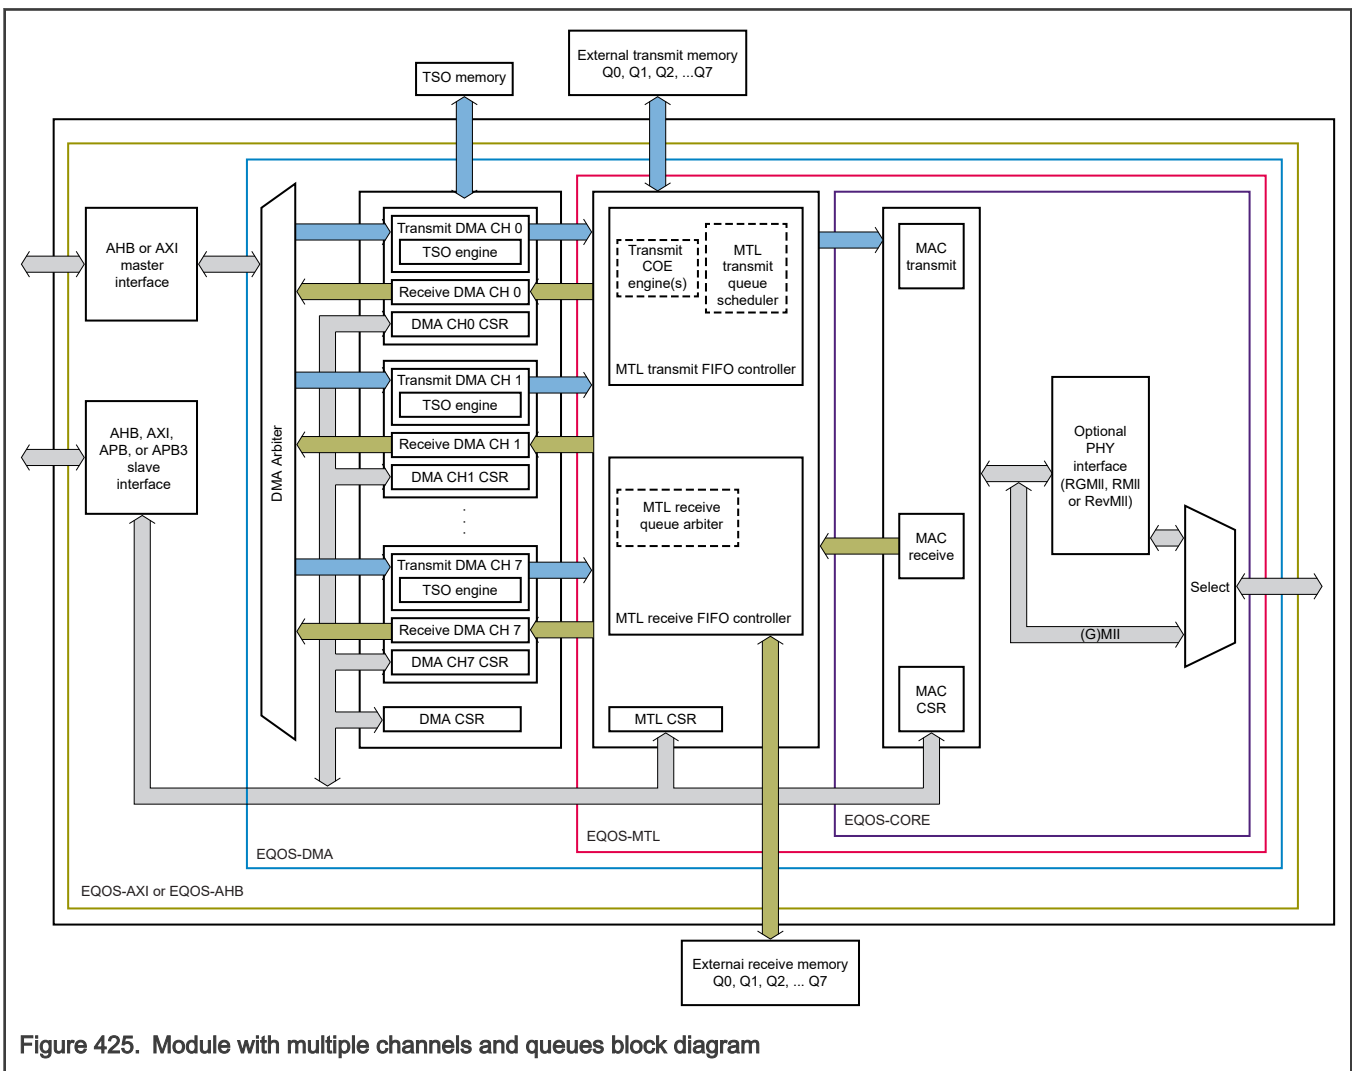 External transmit memory
Q0, Q1, Q2, ...Q7
TSO memory
AHB or AXI
master
interface
AHB, AXI,
APB, or APB3
slave
interface
DMA Arbiter
Transmit DMA CH 0
TSO engine
Receive DMA CH 0
DMA CH0 CSR
Transmit DMA CH 1
TSO engine
Receive DMA CH 1
DMA CH1 CSR
.
.
.
Transmit DMA CH 7
TSO engine
Receive DMA CH 7
DMA CH7 CSR
DMA CSR
Transmit
COE
engine(s)
MTL
transmit
queue
scheduler
MTL transmit FIFO controller
MTL receive
queue arbiter
MTL receive FIFO controller
MTL CSR
MAC
transmit
MAC
receive
MAC
CSR
Optional
PHY
interface
(RGMII, RMII
or RevMII)
(G)MII
Select
EQOS-CORE
EQOS-MTL
EQOS-DMA
EQOS-AXI or EQOS-AHB
Externai receive memory
Q0, Q1, Q2, ... Q7
Figure 425. Module with multiple channels and queues block diagram